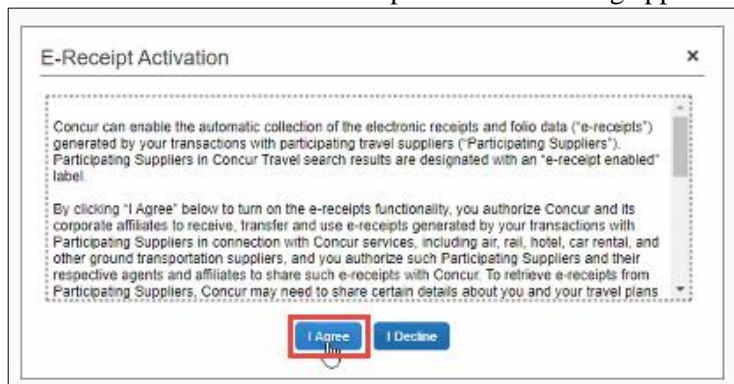 E-Receipt Activation
×
Concur can enable the automatic collection of the electronic receipts and folio data ("e-receipts")
generated by your transactions with participating travel suppliers ("Participating Suppliers").
Participating Suppliers in Concur Travel search results are designated with an "e-receipt enabled"
label.
By clicking "I Agree" below to turn on the e-receipts functionality, you authorize Concur and its
corporate affiliates to receive, transfer and use e-receipts generated by your transactions with
Participating Suppliers in connection with Concur services, including air, rail, hotel, car rental, and
other ground transportation suppliers, and you authorize such Participating Suppliers and their
respective agents and affiliates to share such e-receipts with Concur. To retrieve e-receipts from
Participating Suppliers, Concur may need to share certain details about you and your travel plans
I Agree I Decline